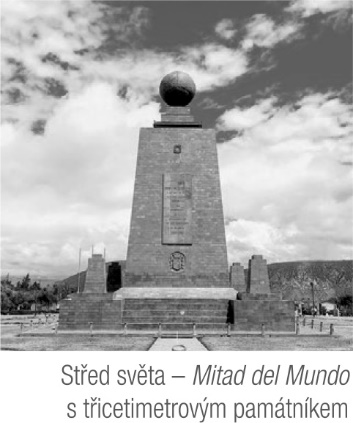 Střed světa – Mitad del Mundo
s třicetimetrovým památníkem